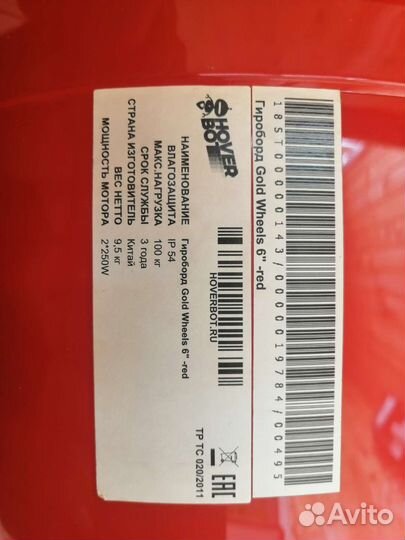 18ST00000143/0000019784/00495
Гироборд Gold Wheels 6" -red
HOVER
BOT
HOVERBOT.RU
НАИМЕНОВАНИЕ Гироборд Gold Wheels 6" -red
ВЛАГОЗАЩИТА IP 54
МАКС.НАГРУЗКА 100 кг
СРОК СЛУЖБЫ 3 года
СТРАНА ИЗГОТОВИТЕЛЬ Китай
ВЕС НЕТТО 9,5 кг
МОЩНОСТЬ МОТОРА 2*250W
EAC
ТР ТС 020/2011
Avito